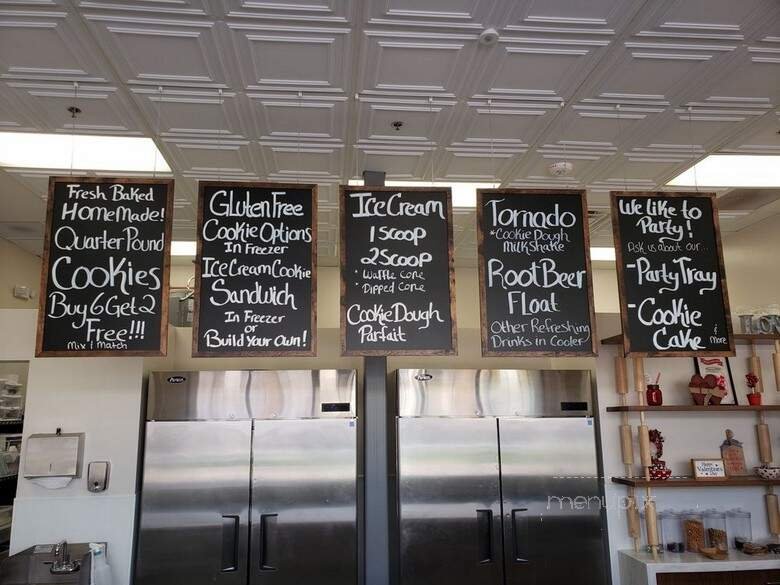 Fresh Baked
HomeMade!
Quarter Pound
Cookies
Buy 6 Get 2
Free!!!
Mix & Match
Gluten Free
Cookie Options
In Freezer
Ice Cream Cookie
Sandwich
In Freezer
or
Build Your Own!
Ice Cream
1 Scoop
2 Scoop
* Waffle Cone
* Dipped Cone
Cookie Dough
Parfait
Tornado
*Cookie Dough
MilkShake
Root Beer
Float
Other Refreshing
Drinks in Cooler
We like to
Party!
Ask us about our...
-Party Tray
-Cookie
Cake & more
Happy
Valentine's
Day
menupix